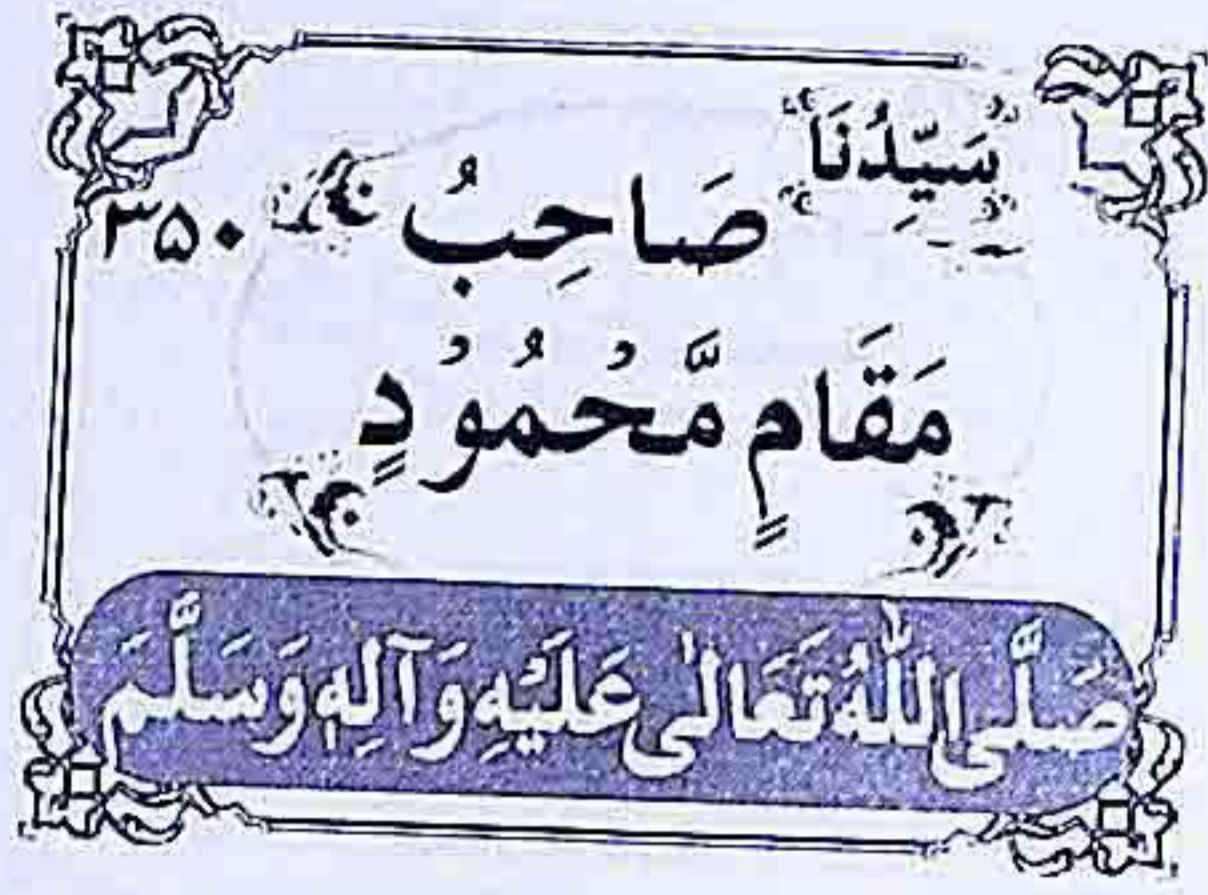 سَيِّدُنَا
صَاحِبُ ۳۵۰
مَقَامٍ مَّحْمُوْدٍ
صَلَّى اللّٰهُ تَعَالٰى عَلَيْهِ وَآلِهٖ وَسَلَّمَ